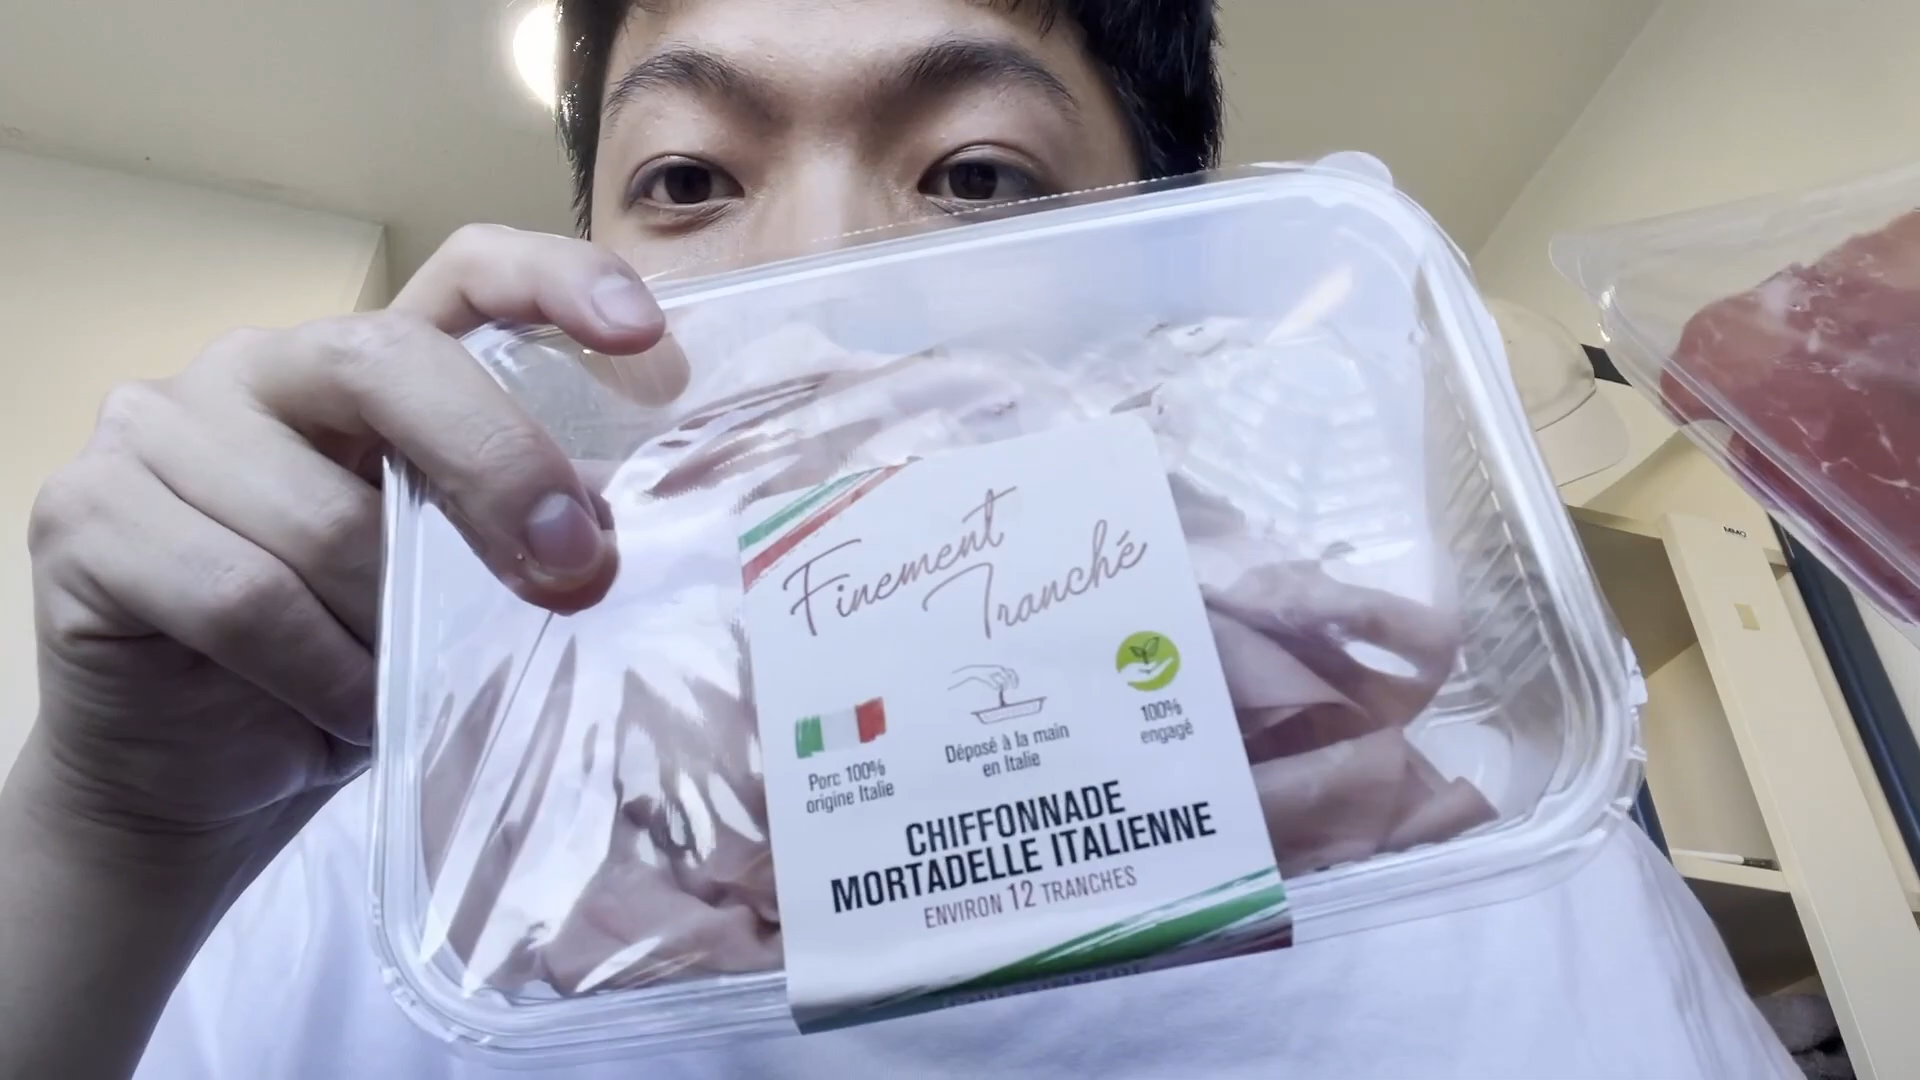 Finement
Tranché
Porc 100%
origine Italie
Déposé à la main
en Italie
100%
engagé
CHIFFONNADE
MORTADELLE ITALIENNE
ENVIRON 12 TRANCHES